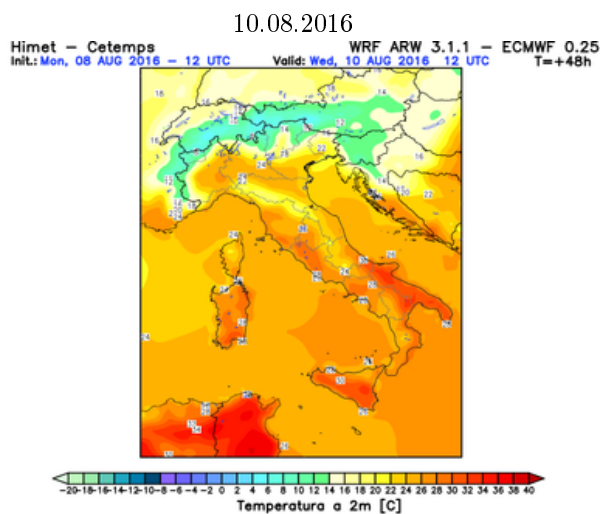 10.08.2016
Himet – Cetemps WRF ARW 3.1.1 – ECMWF 0.25
Init.: Mon, 08 AUG 2016 – 12 UTC Valid: Wed, 10 AUG 2016 12 UTC T=+48h
-20-18-16-14-12-10-8 -6 -4 -2 0 2 4 6 8 10 12 14 16 18 20 22 24 26 28 30 32 34 36 38 40
Temperatura a 2m [C]